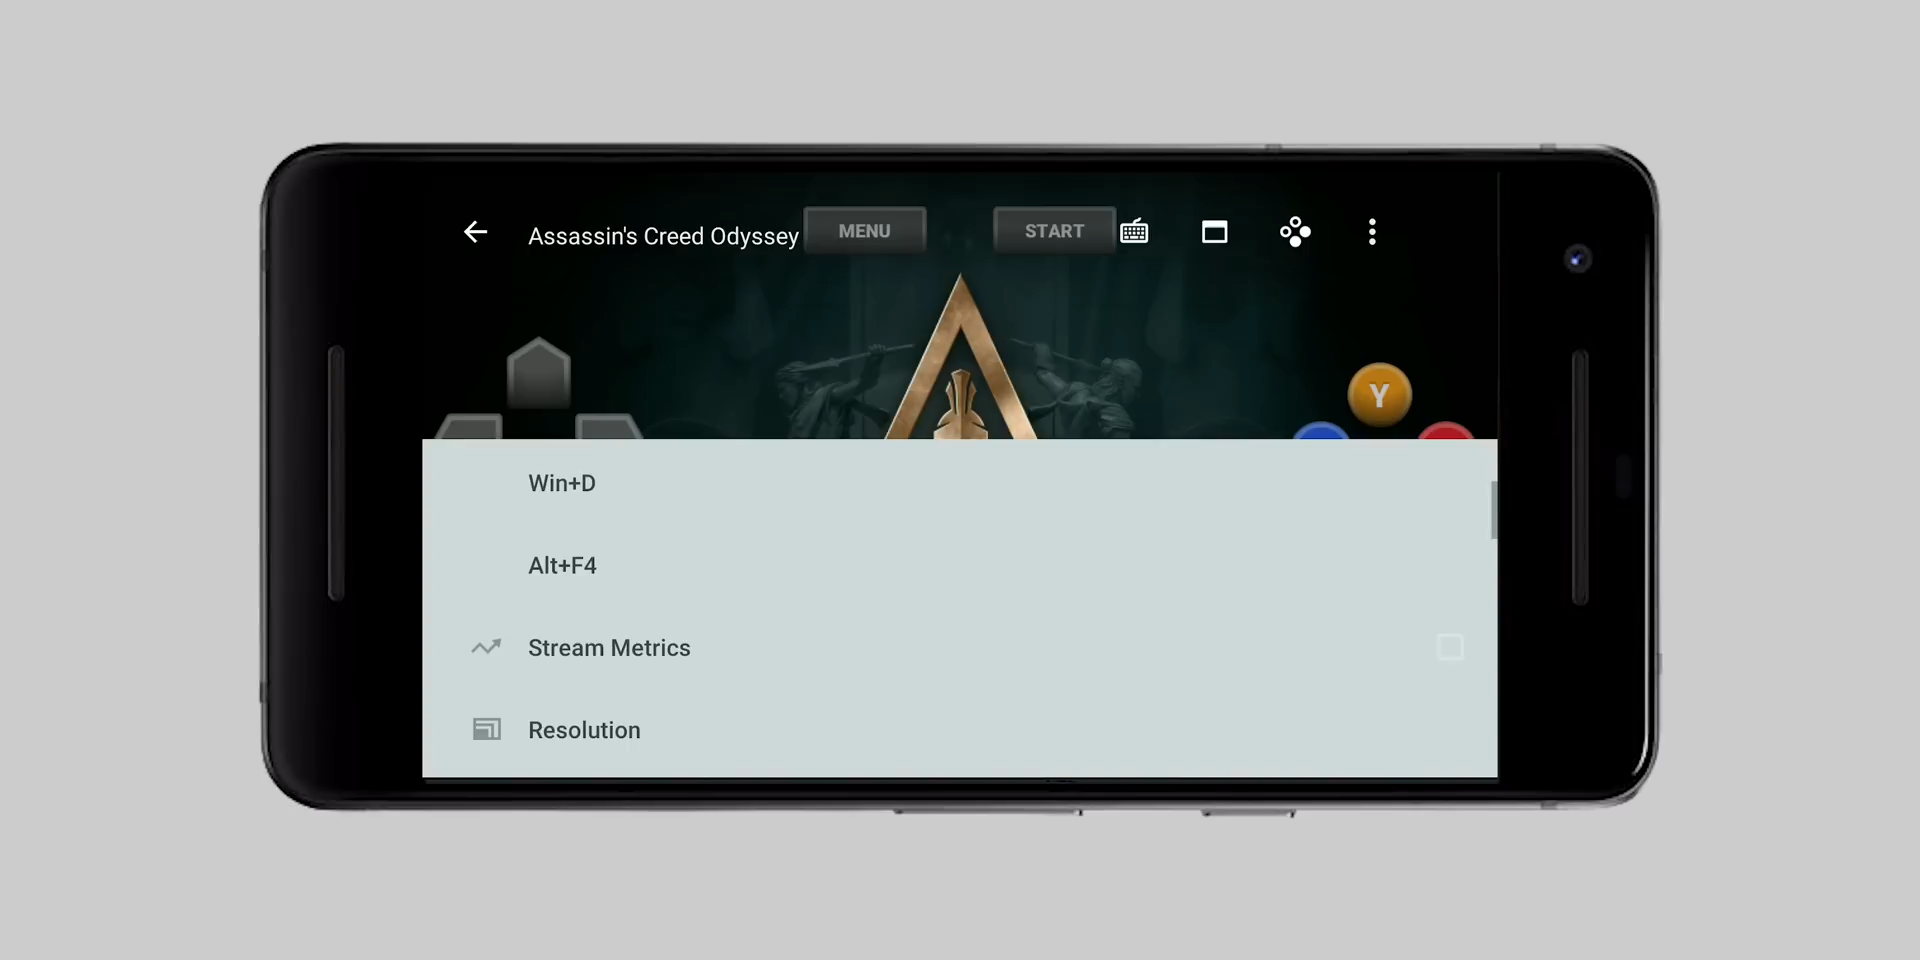 Assassin's Creed Odyssey MENU START
Y
Win+D
Alt+F4
Stream Metrics
Resolution